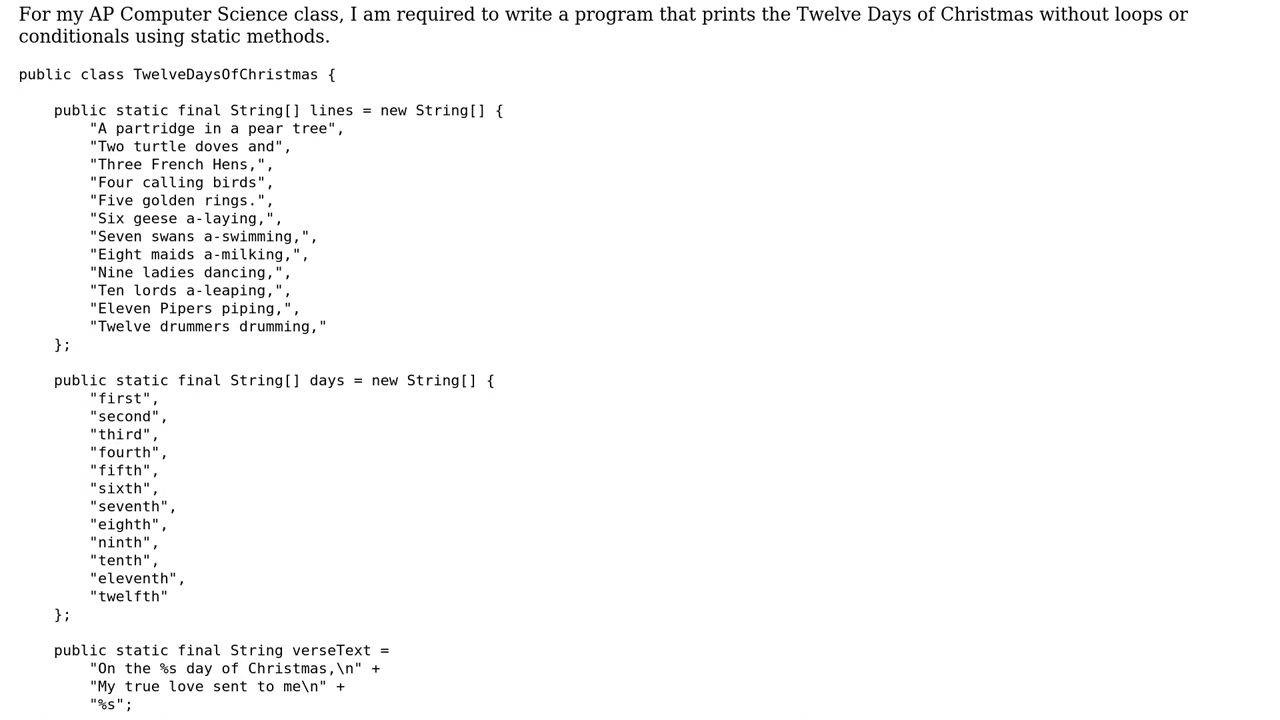 For my AP Computer Science class, I am required to write a program that prints the Twelve Days of Christmas without loops or
conditionals using static methods.
public class TwelveDaysOfChristmas {
public static final String[] lines = new String[] {
"A partridge in a pear tree",
"Two turtle doves and",
"Three French Hens,",
"Four calling birds",
"Five golden rings.",
"Six geese a-laying,",
"Seven swans a-swimming,",
"Eight maids a-milking,",
"Nine ladies dancing,",
"Ten lords a-leaping,",
"Eleven Pipers piping,",
"Twelve drummers drumming,"
};
public static final String[] days = new String[] {
"first",
"second",
"third",
"fourth",
"fifth",
"sixth",
"seventh",
"eighth",
"ninth",
"tenth",
"eleventh",
"twelfth"
};
public static final String verseText =
"On the %s day of Christmas,\n" +
"My true love sent to me\n" +
"%s";